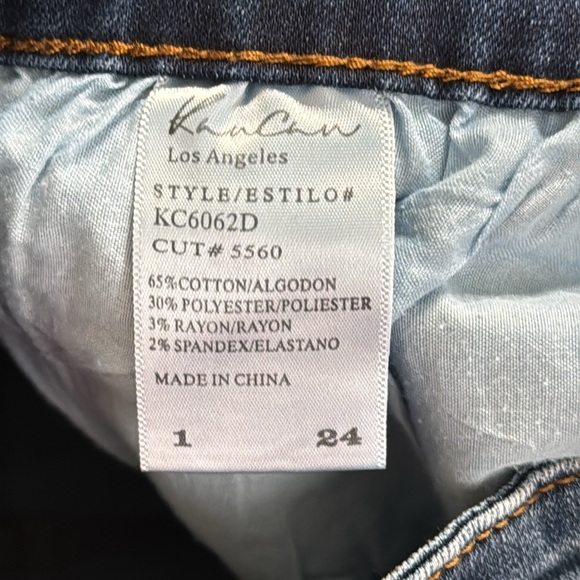 KanCan
Los Angeles
STYLE/ESTILO#
KC6062D
CUT# 5560
65%COTTON/ALGODON
30% POLYESTER/POLIESTER
3% RAYON/RAYON
2% SPANDEX/ELASTANO
MADE IN CHINA
1 24